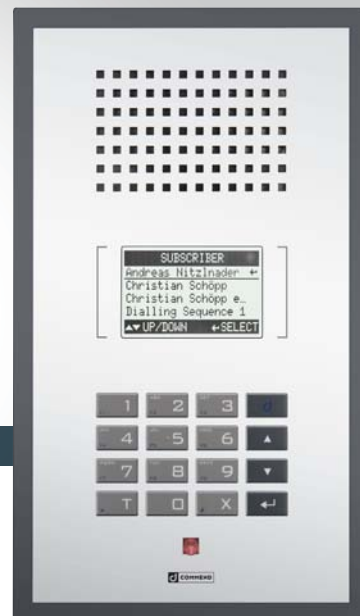 SUBSCRIBER
Andreas Nitzlnader ↵
Christian Schöpp
Christian Schöpp e…
Dialling Sequence 1
▲▼UP/DOWN ↵SELECT
1 2 3 d
4 5 6 ▲
7 8 9 ▼
T 0 X ↵
COMMEND